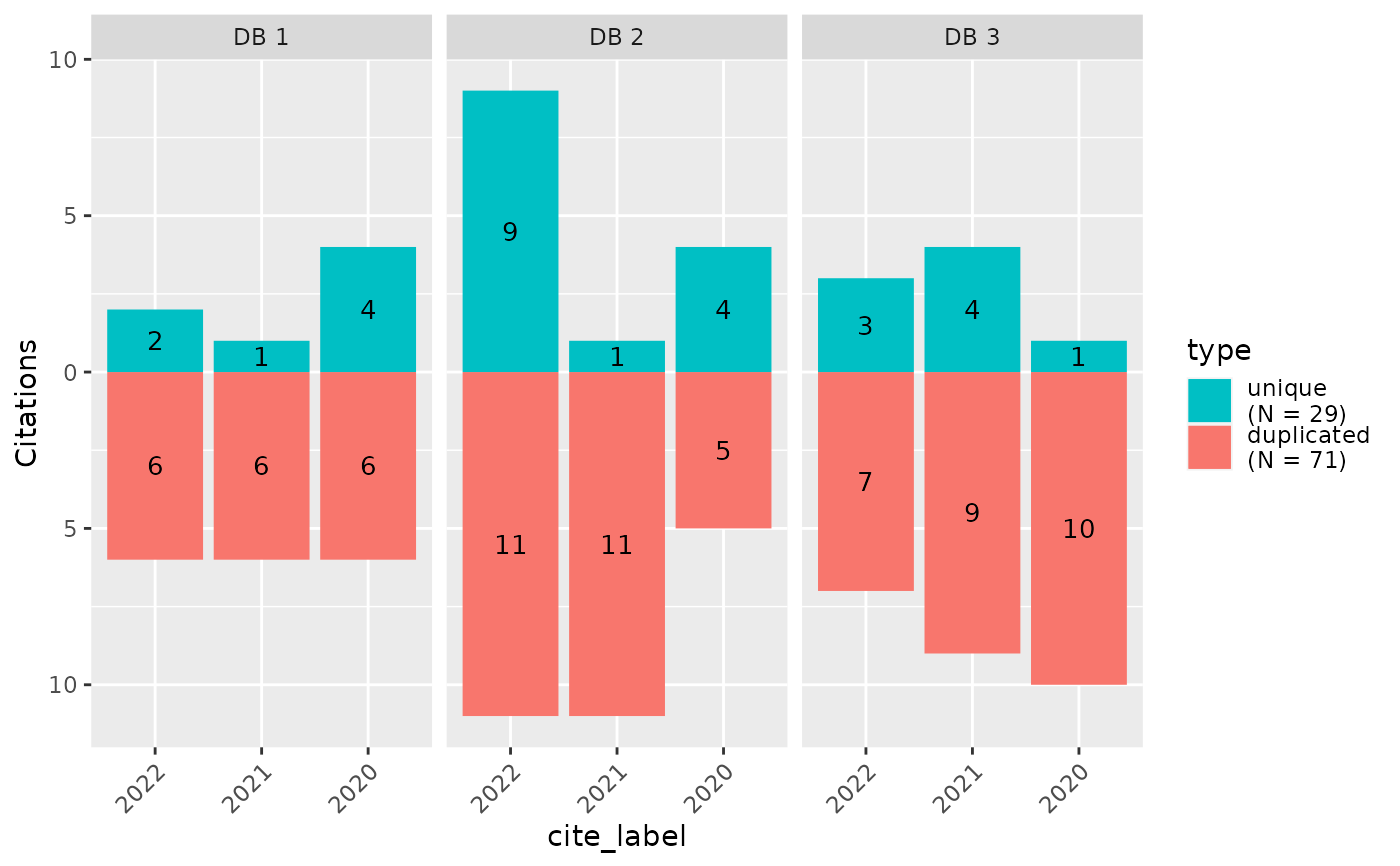 DB 1 DB 2 DB 3
10
5
0
5
10
Citations
2 1 4
6 6 6
9 1 4
11 11 5
3 4 1
7 9 10
2022 2021 2020 2022 2021 2020 2022 2021 2020
cite_label
type
unique
(N = 29)
duplicated
(N = 71)